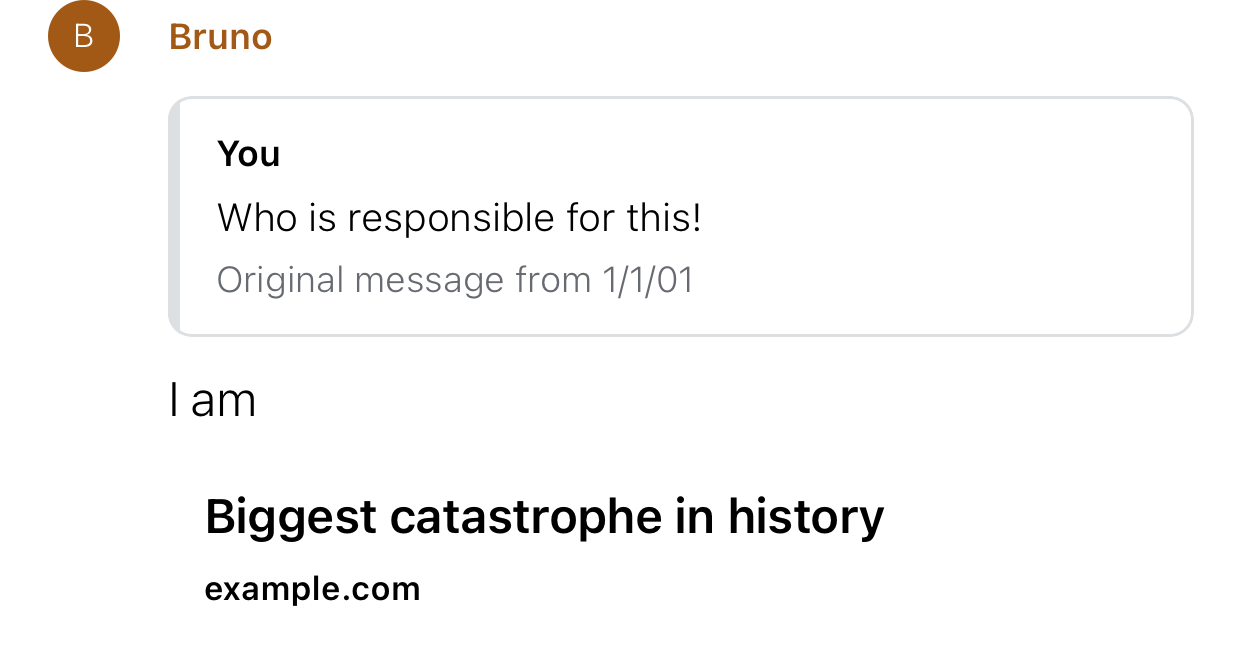 B
Bruno
You
Who is responsible for this!
Original message from 1/1/01
I am
Biggest catastrophe in history
example.com